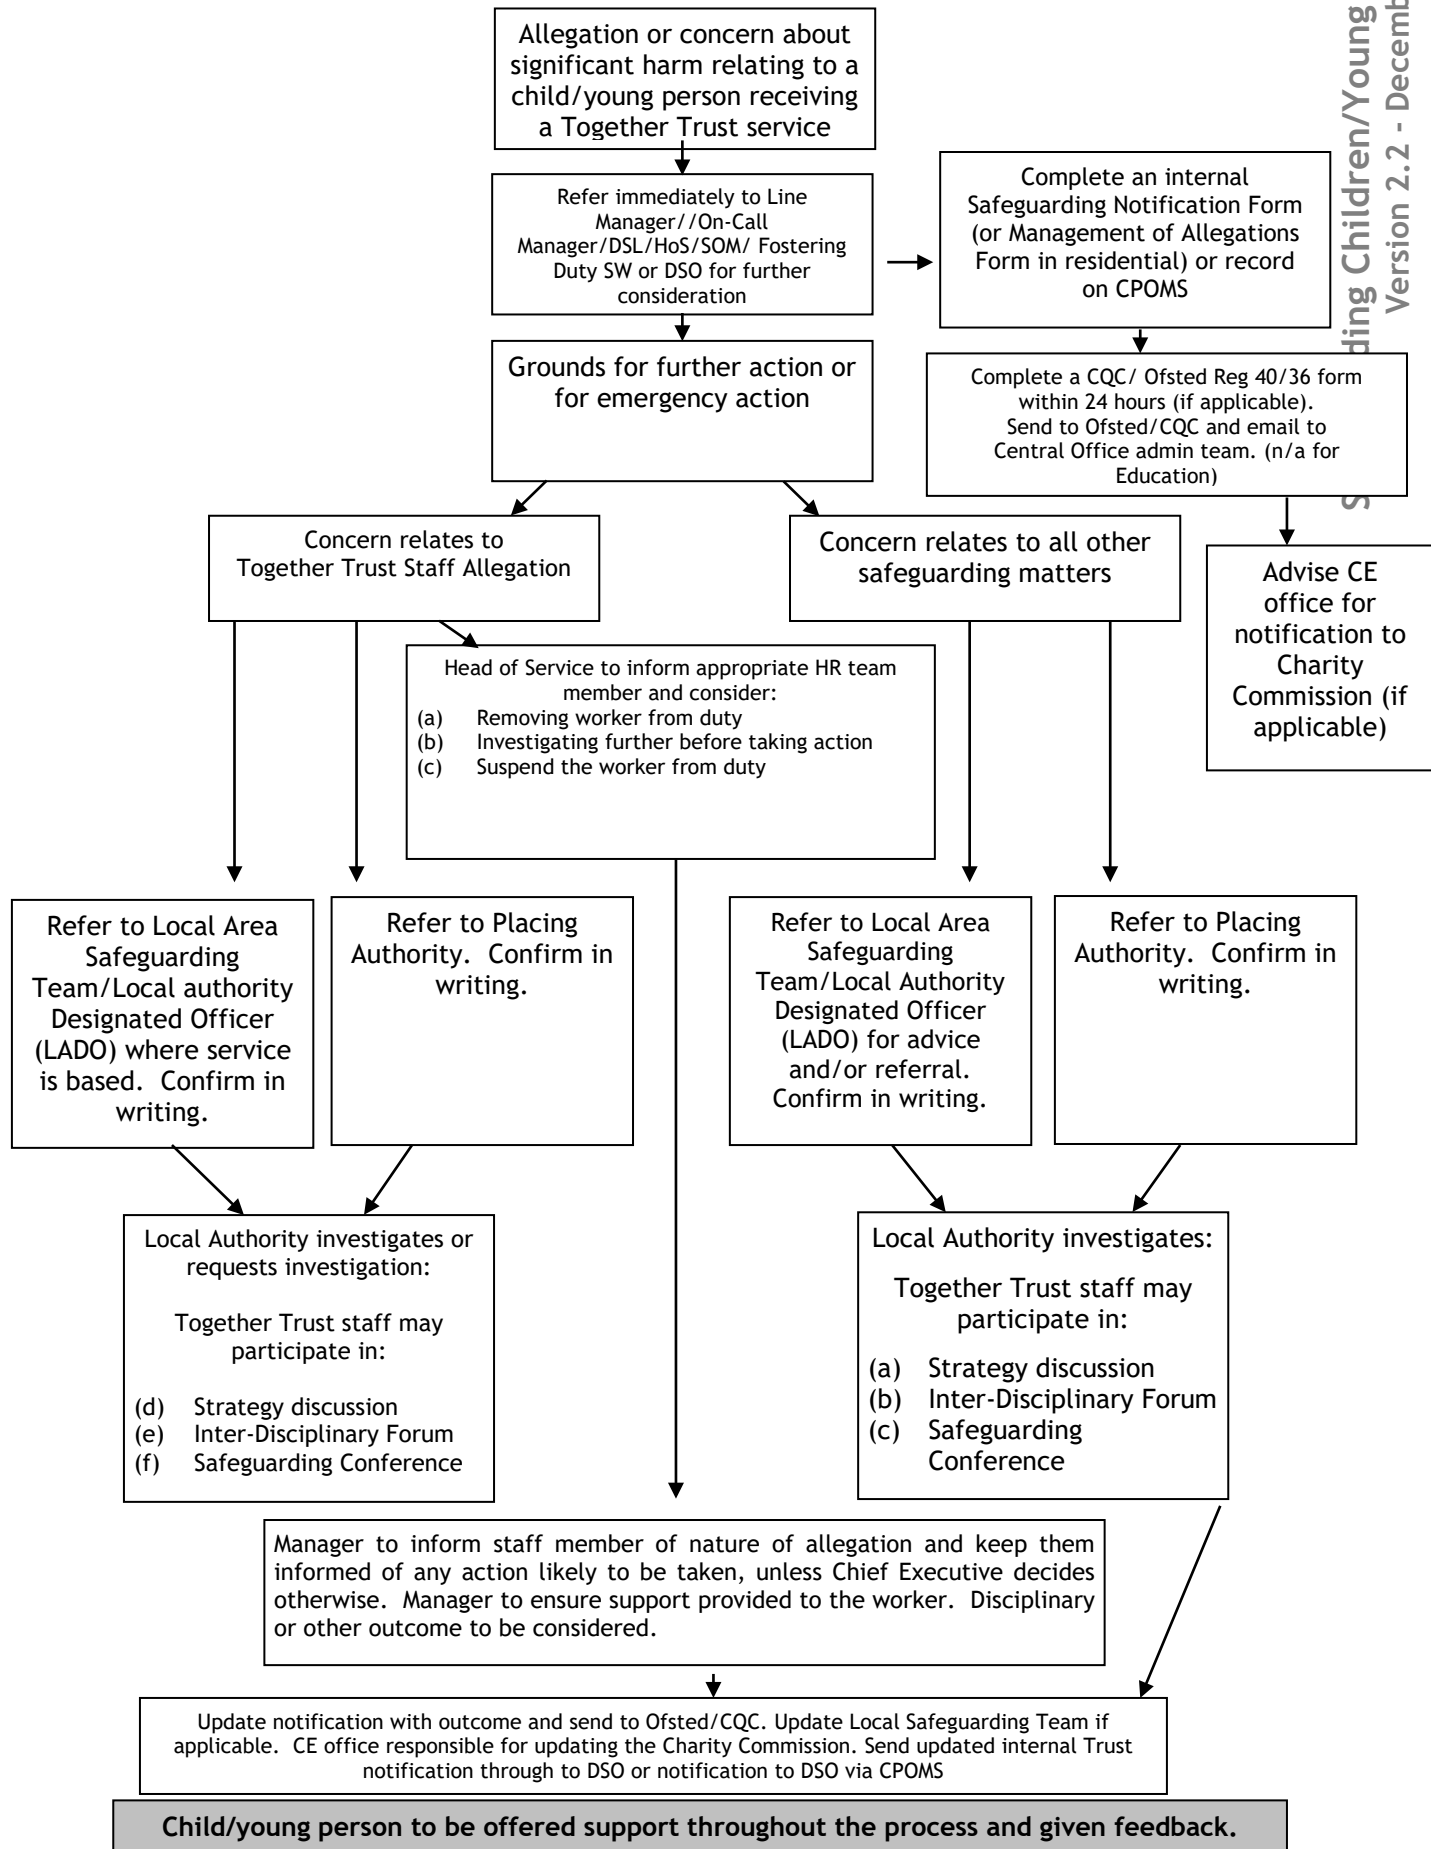 Allegation or concern about
significant harm relating to a
child/young person receiving
a Together Trust service
Refer immediately to Line
Manager//On-Call
Manager/DSL/HoS/SOM/ Fostering
Duty SW or DSO for further
consideration
Complete an internal
Safeguarding Notification Form
(or Management of Allegations
Form in residential) or record
on CPOMS
ding Children/Young
Version 2.2 - Decemb
Grounds for further action or
for emergency action
Complete a CQC/ Ofsted Reg 40/36 form
within 24 hours (if applicable).
Send to Ofsted/CQC and email to
Central Office admin team. (n/a for
Education)
Concern relates to
Together Trust Staff Allegation
Concern relates to all other
safeguarding matters
Advise CE
office for
notification to
Charity
Commission (if
applicable)
Head of Service to inform appropriate HR team
member and consider:
(a) Removing worker from duty
(b) Investigating further before taking action
(c) Suspend the worker from duty
Refer to Local Area
Safeguarding
Team/Local authority
Designated Officer
(LADO) where service
is based. Confirm in
writing.
Refer to Placing
Authority. Confirm in
writing.
Refer to Local Area
Safeguarding
Team/Local Authority
Designated Officer
(LADO) for advice
and/or referral.
Confirm in writing.
Refer to Placing
Authority. Confirm in
writing.
Local Authority investigates or
requests investigation:
Together Trust staff may
participate in:
(d) Strategy discussion
(e) Inter-Disciplinary Forum
(f) Safeguarding Conference
Local Authority investigates:
Together Trust staff may
participate in:
(a) Strategy discussion
(b) Inter-Disciplinary Forum
(c) Safeguarding
Conference
Manager to inform staff member of nature of allegation and keep them
informed of any action likely to be taken, unless Chief Executive decides
otherwise. Manager to ensure support provided to the worker. Disciplinary
or other outcome to be considered.
Update notification with outcome and send to Ofsted/CQC. Update Local Safeguarding Team if
applicable. CE office responsible for updating the Charity Commission. Send updated internal Trust
notification through to DSO or notification to DSO via CPOMS
Child/young person to be offered support throughout the process and given feedback.